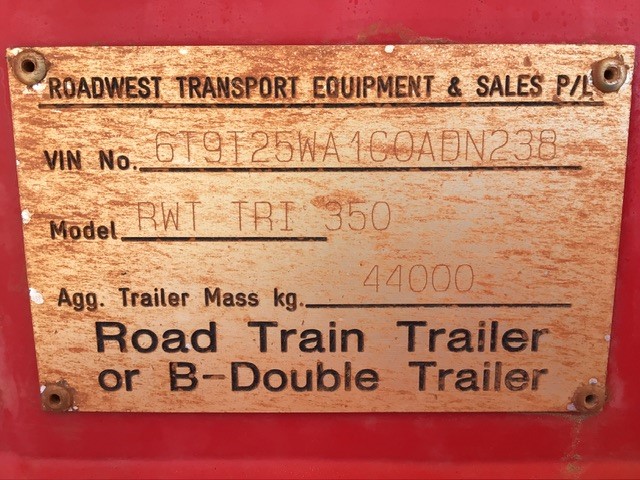 ROADWEST TRANSPORT EQUIPMENT & SALES P/L
VIN No. 6T9T25WA1C0ADN238
Model RWT TRI 350
Agg. Trailer Mass kg. 44000
Road Train Trailer
or B-Double Trailer